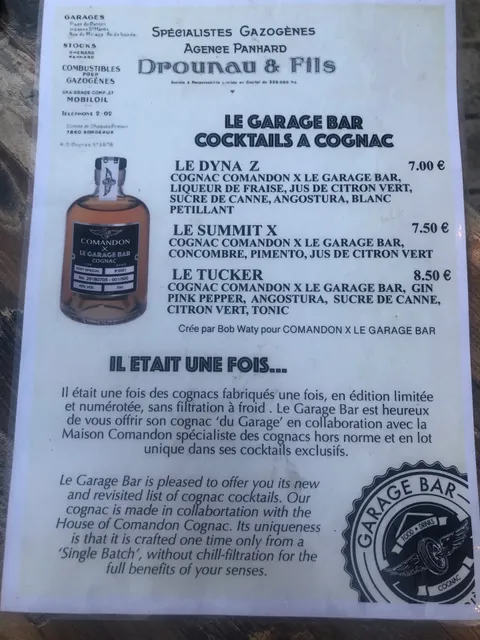 GARAGES
STOCKS
PANHARD
COMBUSTIBLES
POUR
GAZOGÈNES
MOBILOIL
TÉLÉPHONE 2-02
SPÉCIALISTES GAZOGÈNES
AGENCE PANHARD
DROUNAU & FILS
LE GARAGE BAR
COCKTAILS A COGNAC
LE DYNA Z 7.00 €
COGNAC COMANDON X LE GARAGE BAR,
LIQUEUR DE FRAISE, JUS DE CITRON VERT,
SUCRE DE CANNE, ANGOSTURA, BLANC
PETILLANT
LE SUMMIT X 7.50 €
COGNAC COMANDON X LE GARAGE BAR,
CONCOMBRE, PIMENTO, JUS DE CITRON VERT
LE TUCKER 8.50 €
COGNAC COMANDON X LE GARAGE BAR, GIN
PINK PEPPER, ANGOSTURA, SUCRE DE CANNE,
CITRON VERT, TONIC
Crée par Bob Waty pour COMANDON X LE GARAGE BAR
COMANDON
X
LE GARAGE BAR
COGNAC
IL ETAIT UNE FOIS...
Il était une fois des cognacs fabriqués une fois, en édition limitée
et numérotée, sans filtration à froid . Le Garage Bar est heureux
de vous offrir son cognac 'du Garage' en collaboration avec la
Maison Comandon spécialiste des cognacs hors norme et en lot
unique dans ses cocktails exclusifs.
Le Garage Bar is pleased to offer you its new
and revisited list of cognac cocktails. Our
cognac is made in collabortation with the
House of Comandon Cognac. Its uniqueness
is that it is crafted one time only from a
'Single Batch', without chill-filtration for the
full benefits of your senses.
GARAGE BAR
FOOD • DRINKS
COGNAC